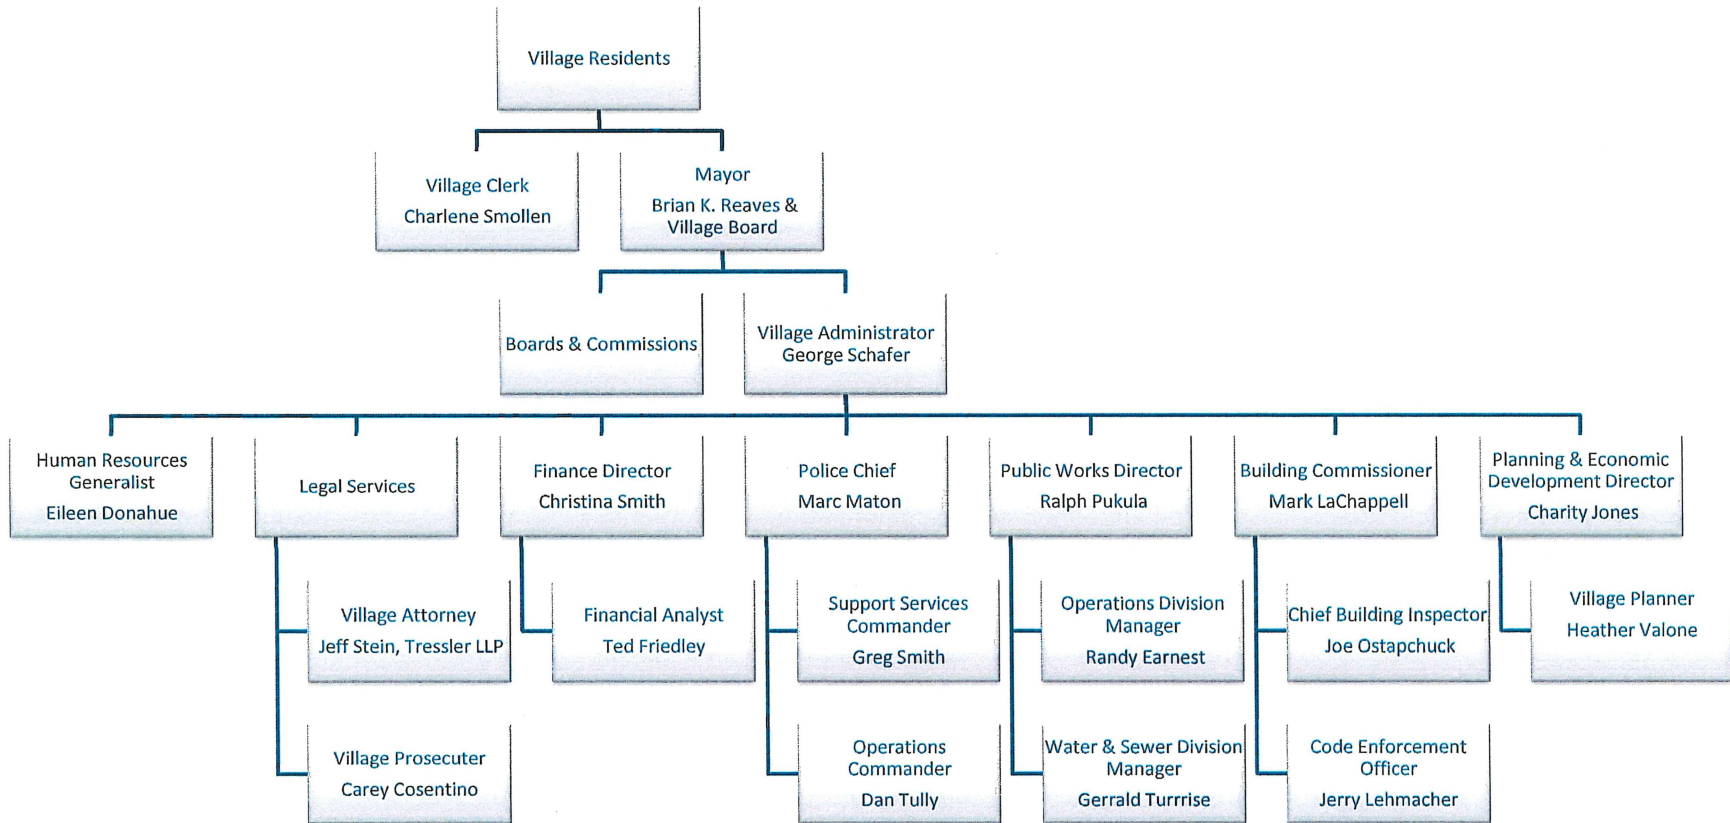 Village Residents
Village Clerk
Charlene Smollen
Mayor
Brian K. Reaves &
Village Board
Boards & Commissions
Village Administrator
George Schafer
Human Resources
Generalist
Eileen Donahue
Legal Services
Finance Director
Christina Smith
Police Chief
Marc Maton
Public Works Director
Ralph Pukula
Building Commissioner
Mark LaChappell
Planning & Economic
Development Director
Charity Jones
Village Attorney
Jeff Stein, Tressler LLP
Financial Analyst
Ted Friedley
Support Services
Commander
Greg Smith
Operations Division
Manager
Randy Earnest
Chief Building Inspector
Joe Ostapchuck
Village Planner
Heather Valone
Village Prosecuter
Carey Cosentino
Operations
Commander
Dan Tully
Water & Sewer Division
Manager
Gerrald Turrrise
Code Enforcement
Officer
Jerry Lehmacher